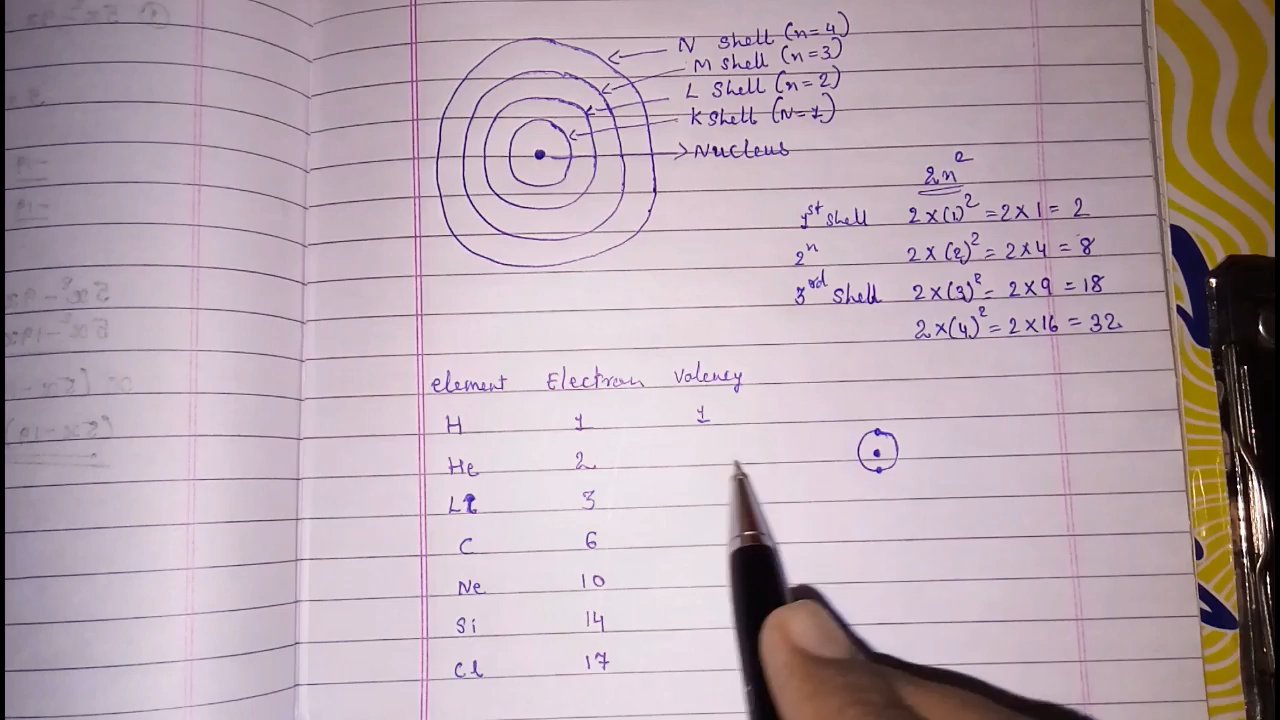 N shell (n=4)
M shell (n=3)
L shell (n=2)
K shell (N=1)
Nucleus
2n²
1st shell 2×(1)² = 2×1 = 2
2n 2×(2)² = 2×4 = 8
3rd shell 2×(3)² = 2×9 = 18
2×(4)² = 2×16 = 32
element Electron Valency
H 1 1
He 2
Li 3
C 6
Ne 10
Si 14
Cl 17